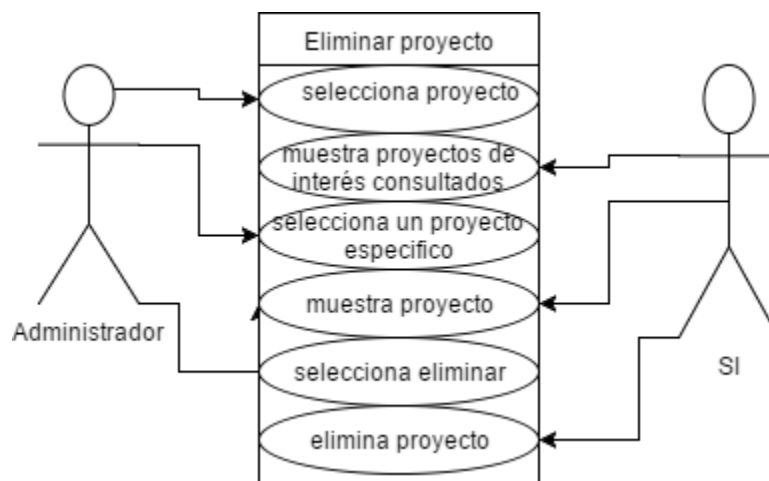 Eliminar proyecto
selecciona proyecto
muestra proyectos de
interés consultados
selecciona un proyecto
especifico
muestra proyecto
selecciona eliminar
elimina proyecto
Administrador
SI